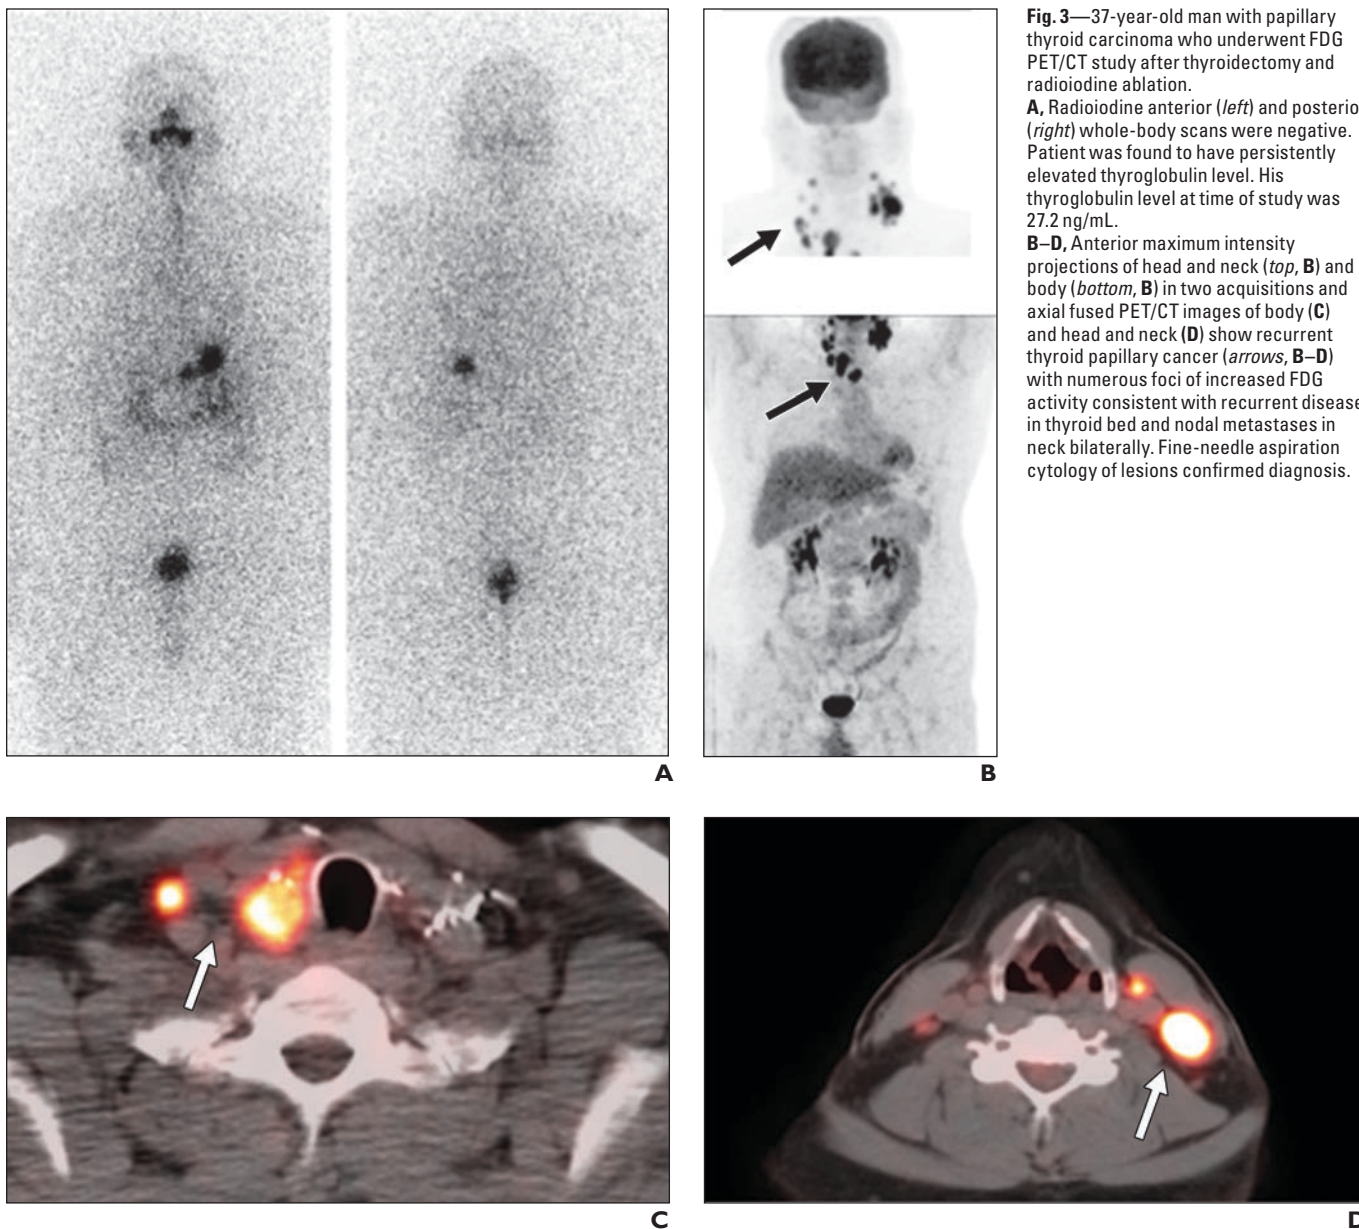 Fig. 3—37-year-old man with papillary
thyroid carcinoma who underwent FDG
PET/CT study after thyroidectomy and
radioiodine ablation.
A, Radioiodine anterior (left) and posterio
(right) whole-body scans were negative.
Patient was found to have persistently
elevated thyroglobulin level. His
thyroglobulin level at time of study was
27.2 ng/mL.
B–D, Anterior maximum intensity
projections of head and neck (top, B) and
body (bottom, B) in two acquisitions and
axial fused PET/CT images of body (C)
and head and neck (D) show recurrent
thyroid papillary cancer (arrows, B–D)
with numerous foci of increased FDG
activity consistent with recurrent disease
in thyroid bed and nodal metastases in
neck bilaterally. Fine-needle aspiration
cytology of lesions confirmed diagnosis.
A
B
C
D